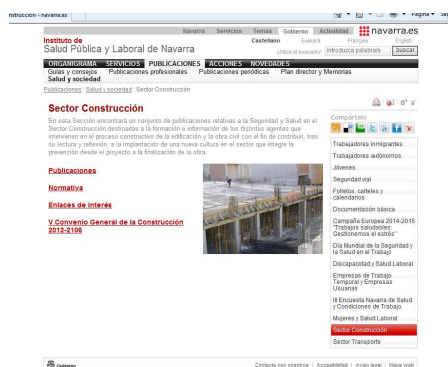 nstrucción - navarra.es
Página
Navarra Servicios Temas Gobierno Actualidad
navarra.es
Instituto de
Salud Pública y Laboral de Navarra
Castellano Euskara Français English
¡Utilice el buscador! Introduzca palabra/s buscar
ORGANIGRAMA SERVICIOS PUBLICACIONES ACCIONES NOVEDADES
Guías y consejos Publicaciones profesionales Publicaciones periódicas Plan director y Memorias
Salud y sociedad
Publicaciones : Salud y sociedad : Sector Construcción
Sector Construcción
En esta Sección encontrará un conjunto de publicaciones relativas a la Seguridad y Salud en el
Sector Construcción destinadas a la formación e información de los distintos agentes que
intervienen en el proceso constructivo de la edificación y la obra civil con el fin de contribuir, tras
su lectura y reflexión, a la implantación de una nueva cultura en el sector que integre la
prevención desde el proyecto a la finalización de la obra.
Publicaciones
Normativa
Enlaces de interés
V Convenio General de la Construcción
2012-2106
a+ a-
Compártelo
Trabajadores inmigrantes
Trabajadores autónomos
Jóvenes
Seguridad vial
Folletos, carteles y
calendarios
Documentación básica
Campaña Europea 2014-2015
"Trabajos saludables:
Gestionemos el estrés"
Día Mundial de la Seguridad y
la Salud en el Trabajo
Discapacidad y Salud Laboral
Empresas de Trabajo
Temporal y Empresas
Usuarias
III Encuesta Navarra de Salud
y Condiciones de Trabajo
Mujeres y Salud Laboral
Sector Construcción
Sector Transporte
Gobierno
Contacte con nosotros | Accesibilidad | Aviso legal | Mapa web